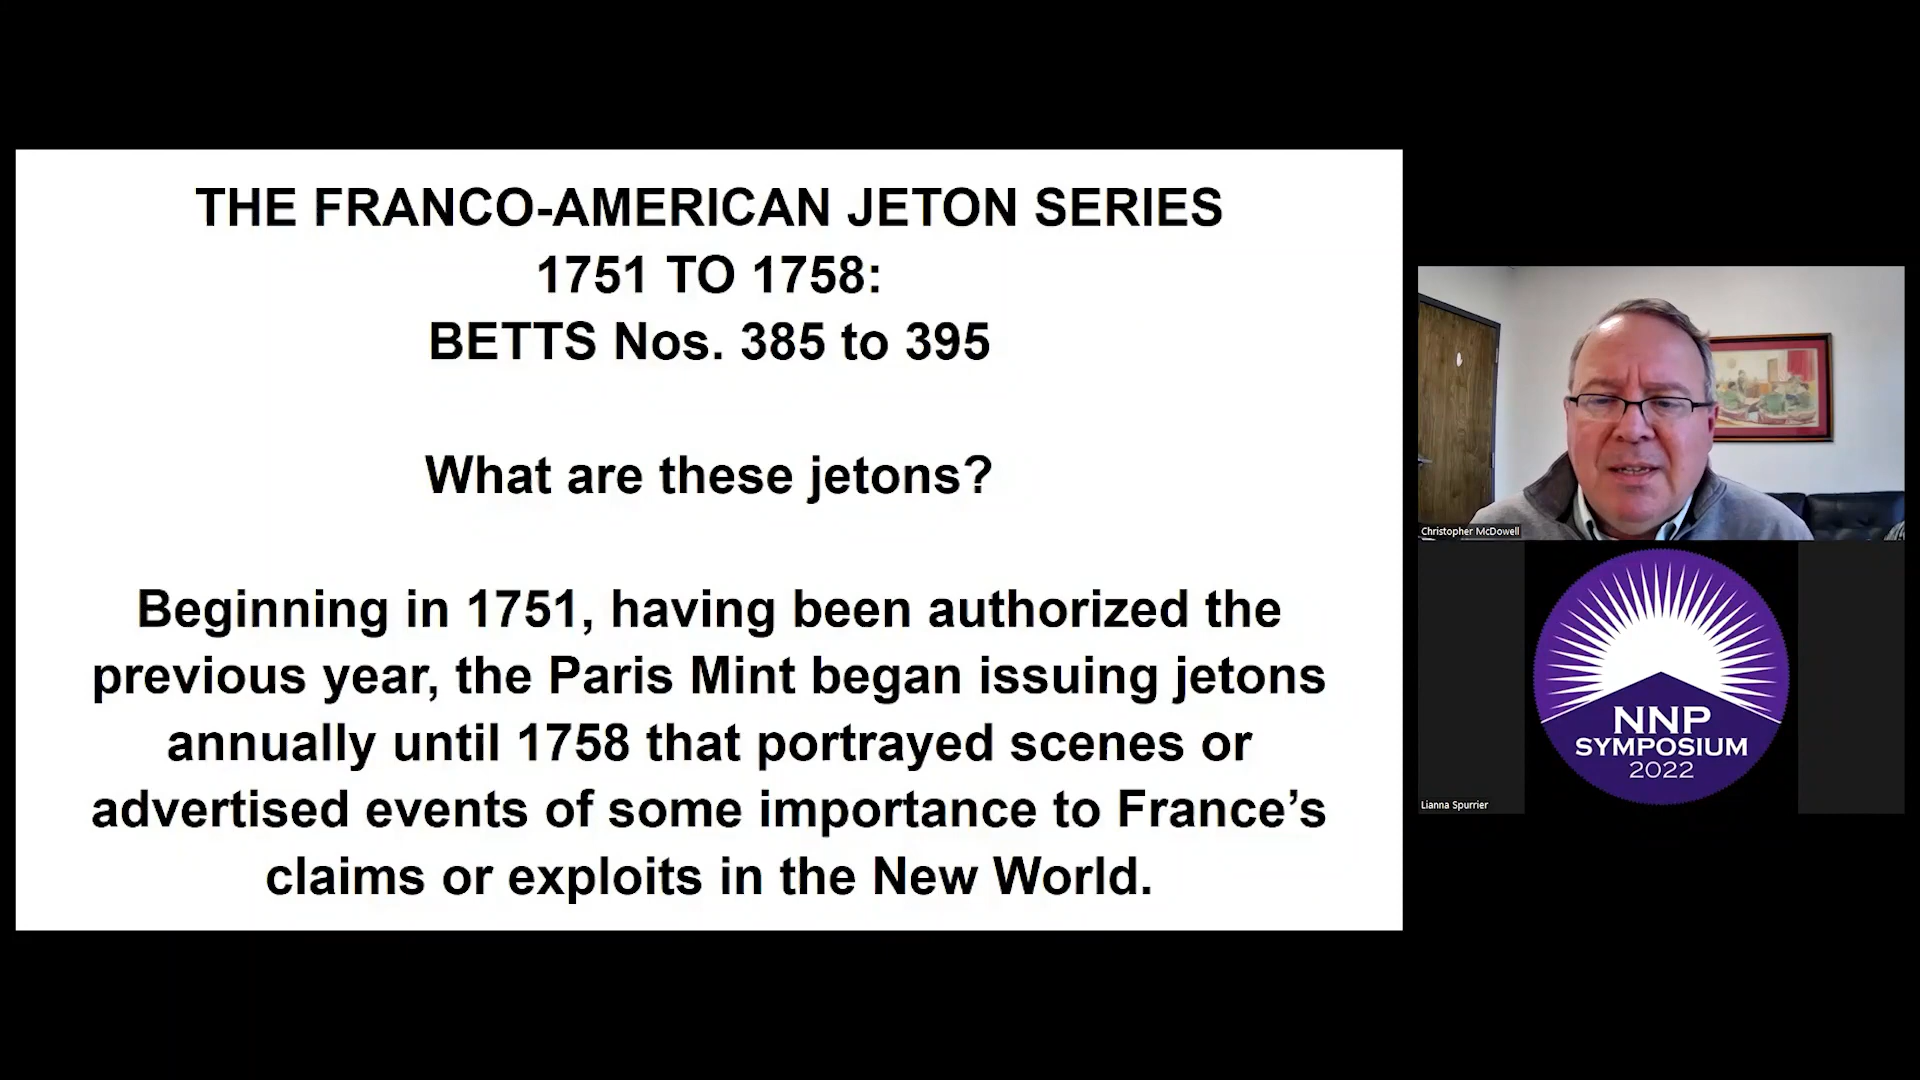 THE FRANCO-AMERICAN JETON SERIES
1751 TO 1758:
BETTS Nos. 385 to 395
What are these jetons?
Beginning in 1751, having been authorized the
previous year, the Paris Mint began issuing jetons
annually until 1758 that portrayed scenes or
advertised events of some importance to France’s
claims or exploits in the New World.
Christopher McDowell
NNP
SYMPOSIUM
2022
Lianna Spurrier